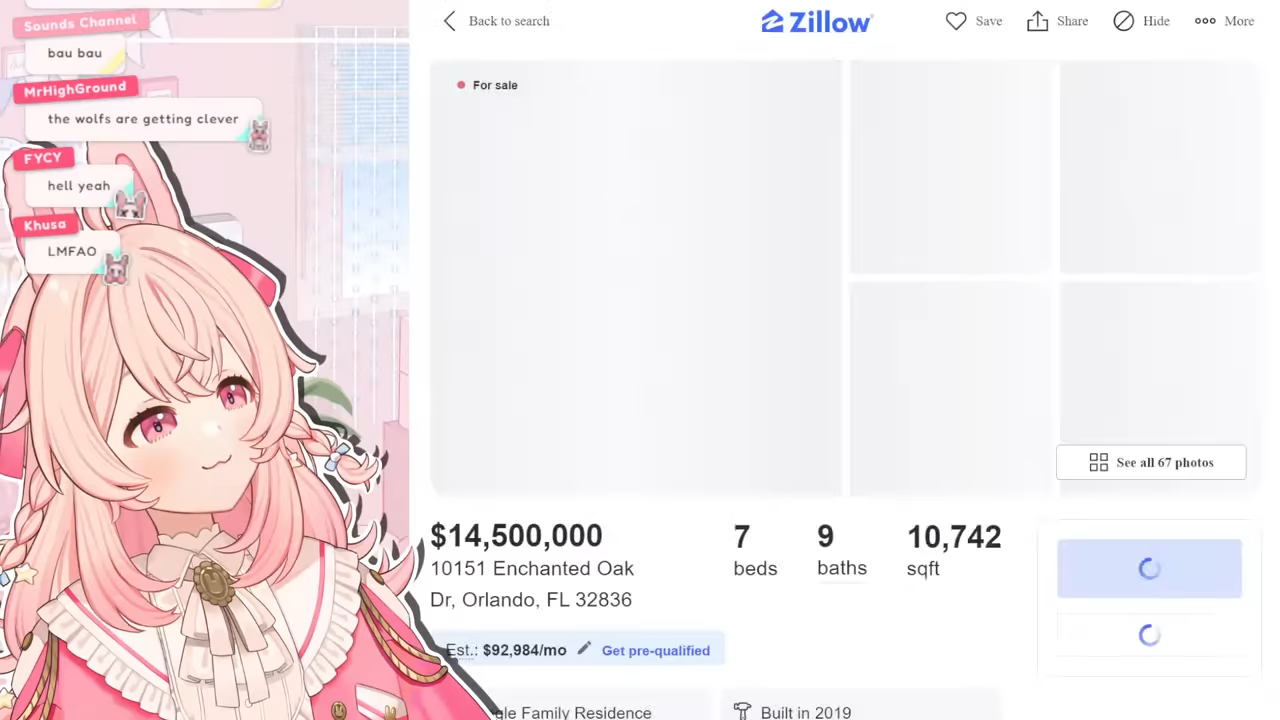 Sounds Channel
bau bau
MrHighGround
the wolfs are getting clever
FYCY
hell yeah
Khusa
LMFAO
Back to search
Zillow
Save
Share
Hide
More
For sale
See all 67 photos
$14,500,000
10151 Enchanted Oak
Dr, Orlando, FL 32836
7
beds
9
baths
10,742
sqft
Est.: $92,984/mo
Get pre-qualified
gle Family Residence
Built in 2019